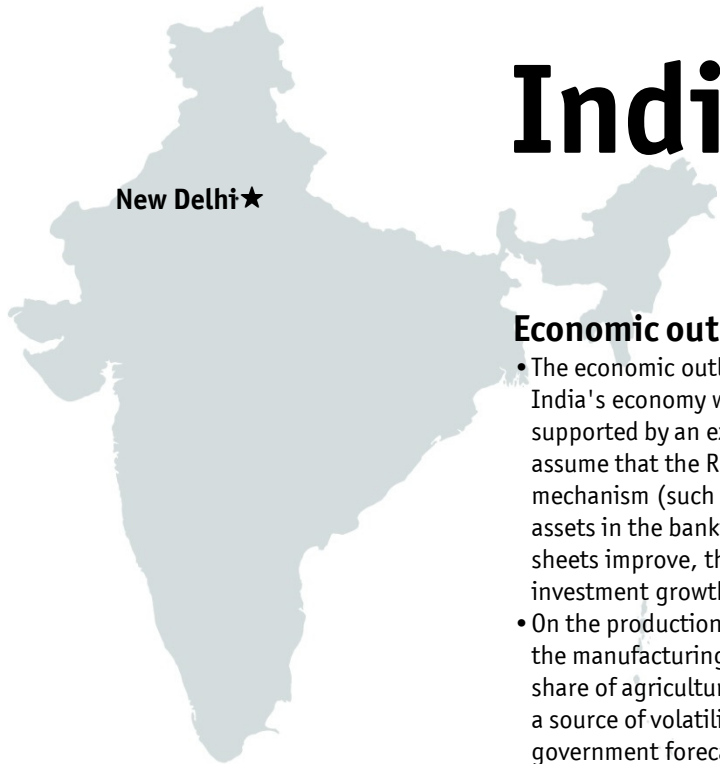 Indi
New Delhi★
Economic out
• The economic outl
India's economy w
supported by an ex
assume that the R
mechanism (such
assets in the bank
sheets improve, th
investment growth
• On the production
the manufacturing
share of agricultur
a source of volatili
government foreca